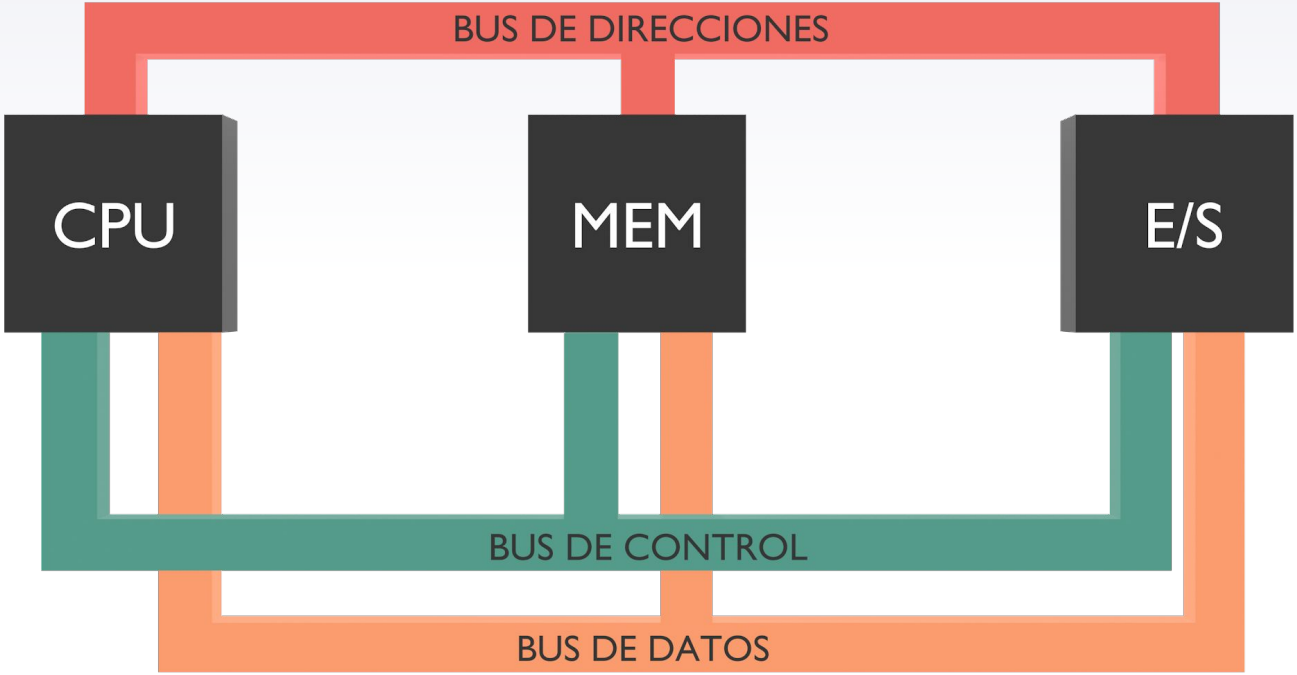 BUS DE DIRECCIONES
CPU
MEM
E/S
BUS DE CONTROL
BUS DE DATOS